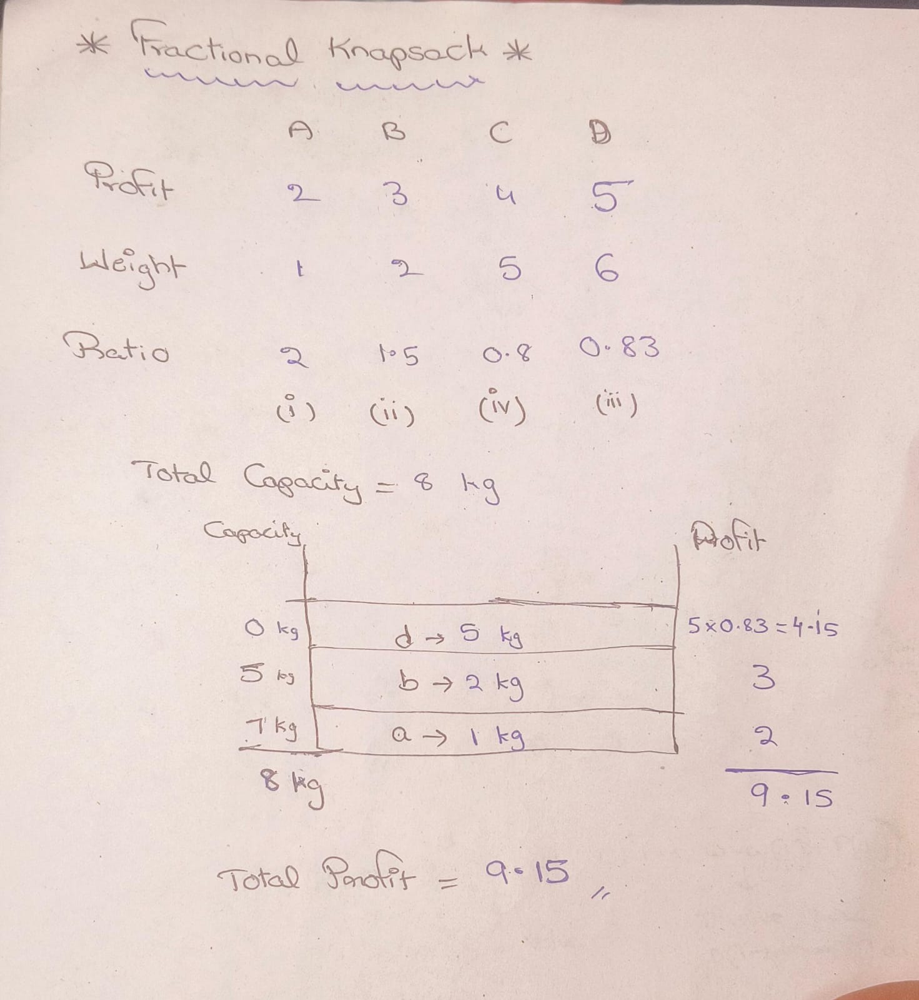 * Fractional Knapsack *
A B C D
Profit 2 3 4 5
Weight 1 2 5 6
Ratio 2 1.5 0.8 0.83
(i) (ii) (iv) (iii)
Total Capacity = 8 kg
Capacity Profit
0 kg d → 5 kg 5×0.83=4.15
5 kg b → 2 kg 3
7 kg a → 1 kg 2
8 kg 9.15
Total Profit = 9.15 //